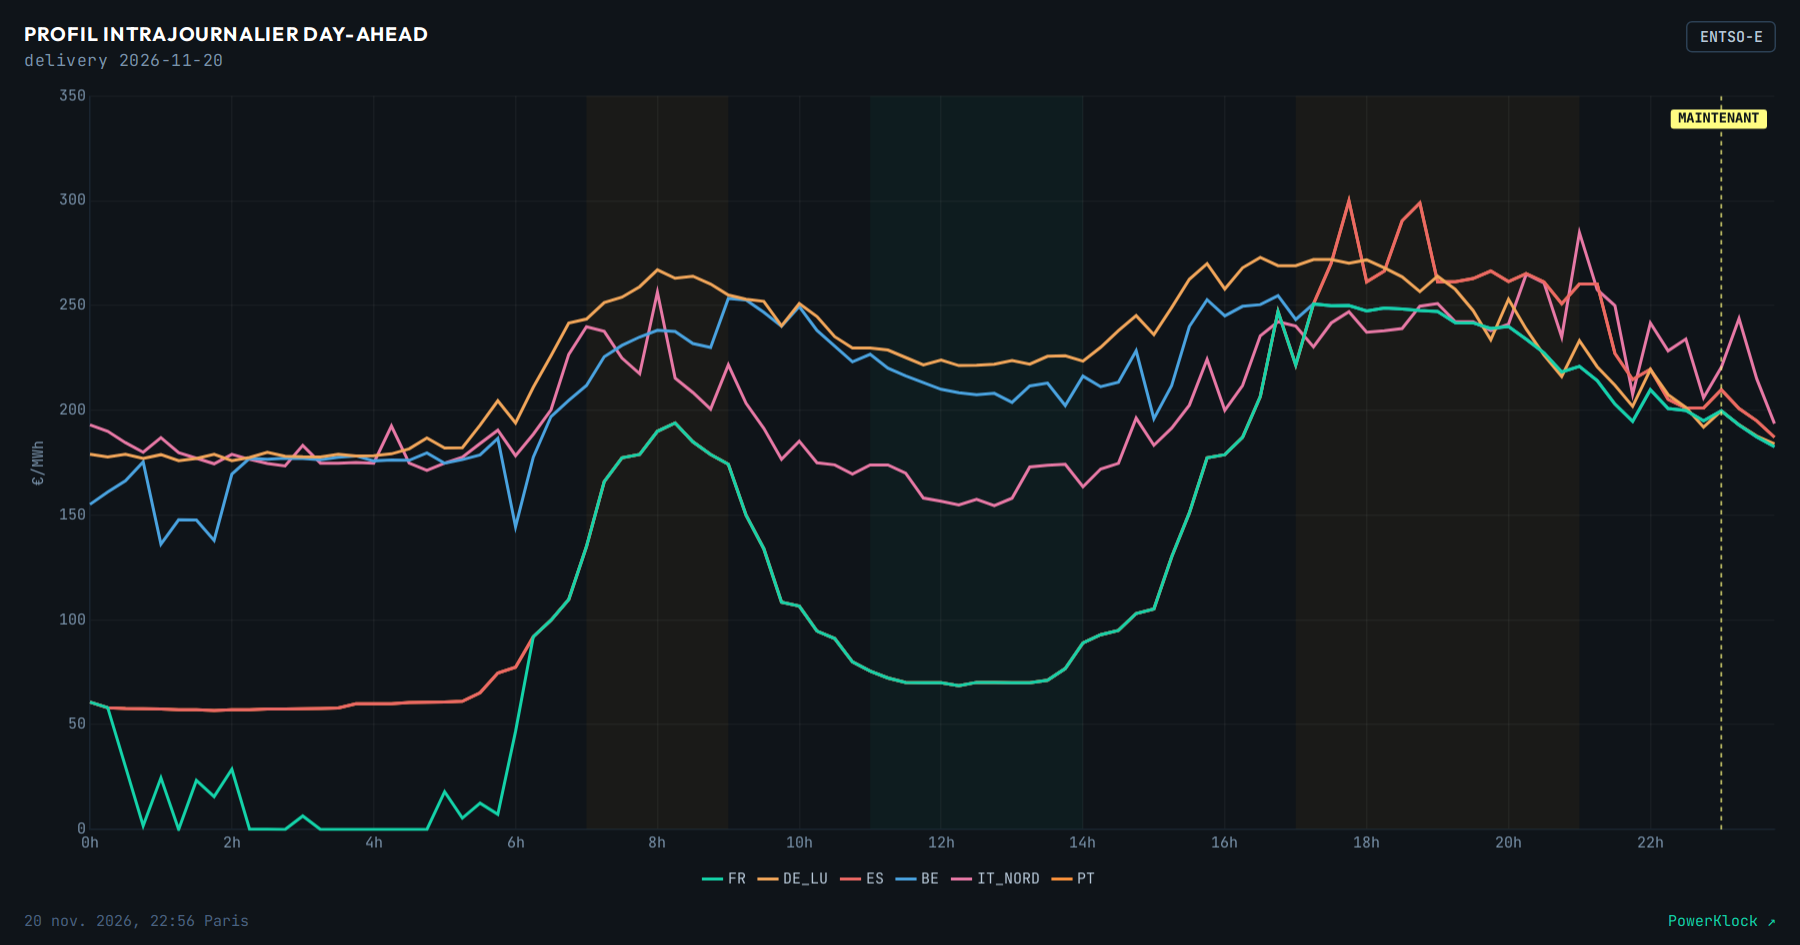 PROFIL INTRAJOURNALIER DAY-AHEAD
delivery 2026-11-20
ENTSO-E
MAINTENANT
€/MWh
350
300
250
200
150
100
50
0
0h 2h 4h 6h 8h 10h 12h 14h 16h 18h 20h 22h
FR DE_LU ES BE IT_NORD PT
20 nov. 2026, 22:56 Paris
PowerKlock ↗